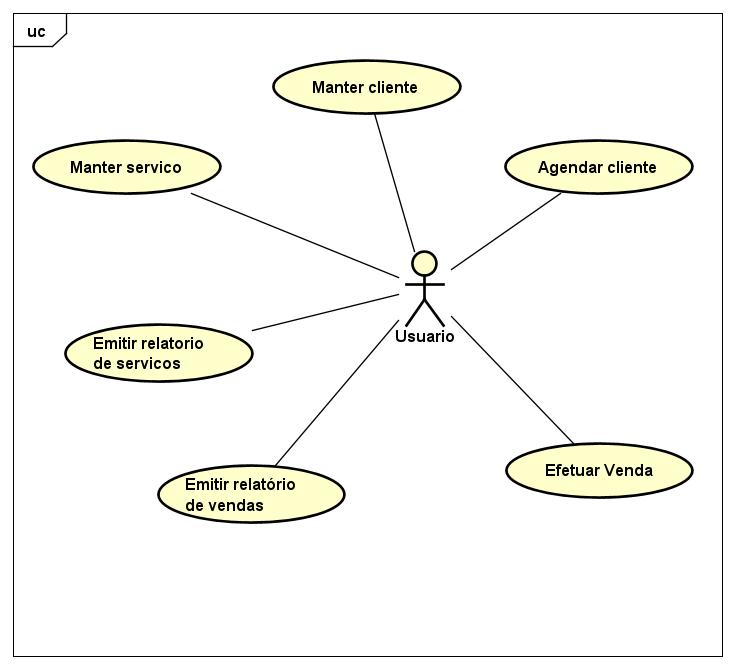 uc
Manter cliente
Manter servico
Agendar cliente
Usuario
Emitir relatorio
de servicos
Efetuar Venda
Emitir relatório
de vendas